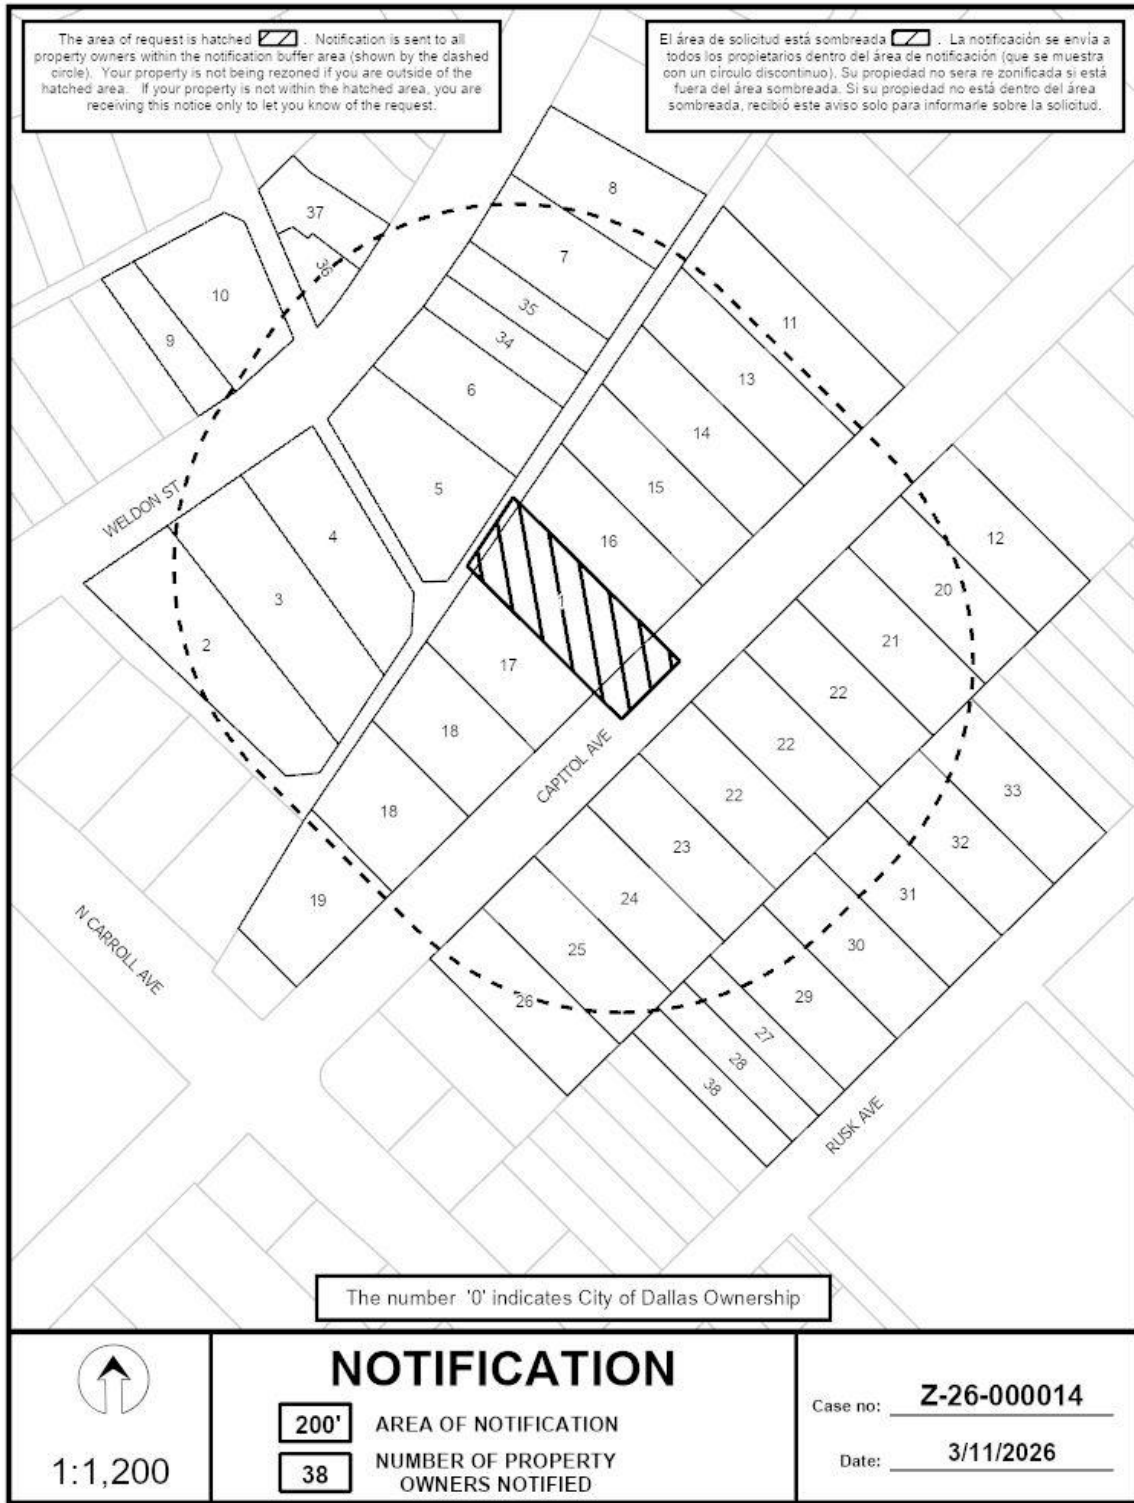 The area of request is hatched . Notification is sent to all
property owners within the notification buffer area (shown by the dashed
circle). Your property is not being rezoned if you are outside of the
hatched area. If your property is not within the hatched area, you are
receiving this notice only to let you know of the request.
El área de solicitud está sombreada . La notificación se envía a
todos los propietarios dentro del área de notificación (que se muestra
con un círculo discontinuo). Su propiedad no sera re zonificada si está
fuera del área sombreada. Si su propiedad no está dentro del área
sombreada, recibió este aviso solo para informarle sobre la solicitud.
8
37
7
36
10
35
11
9
34
13
6
14
5
15
WELDON ST
4
16
12
3
1
20
2
17
21
22
18
22
CAPITOL AVE
22
33
18
23
32
19
24
31
N CARROLL AVE
25
30
26
29
27
28
38
RUSK AVE
The number '0' indicates City of Dallas Ownership
1:1,200
NOTIFICATION
200' AREA OF NOTIFICATION
38 NUMBER OF PROPERTY
OWNERS NOTIFIED
Case no: Z-26-000014
Date: 3/11/2026